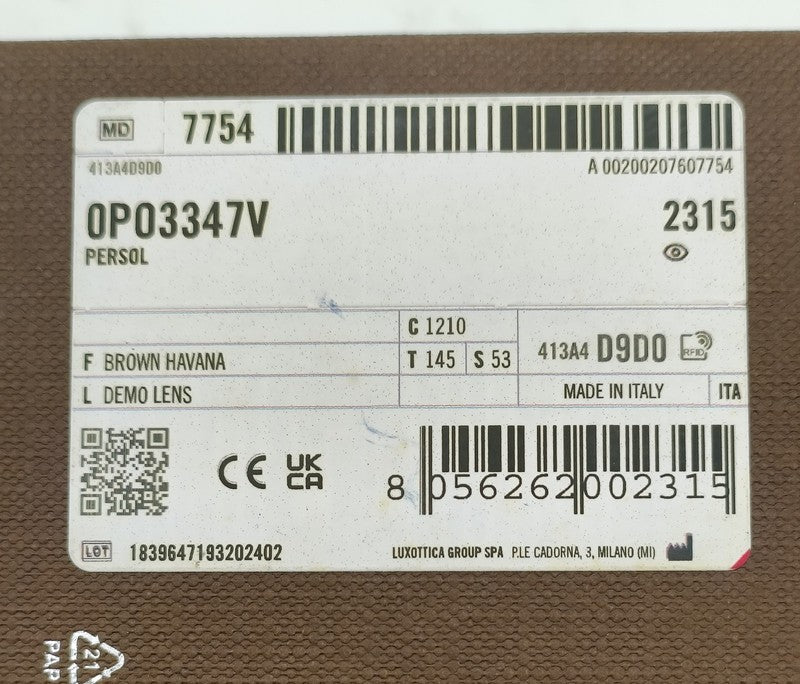 MD 7754
413A4D9D0 A 00200207607754
0PO3347V 2315
PERSOL
C 1210
F BROWN HAVANA T 145 S 53 413A4 D9D0 RFID
L DEMO LENS MADE IN ITALY ITA
CE UK
CA
8 056262 002315
LOT 1839647193202402 LUXOTTICA GROUP SPA P.LE CADORNA, 3, MILANO (MI)
21
PAP